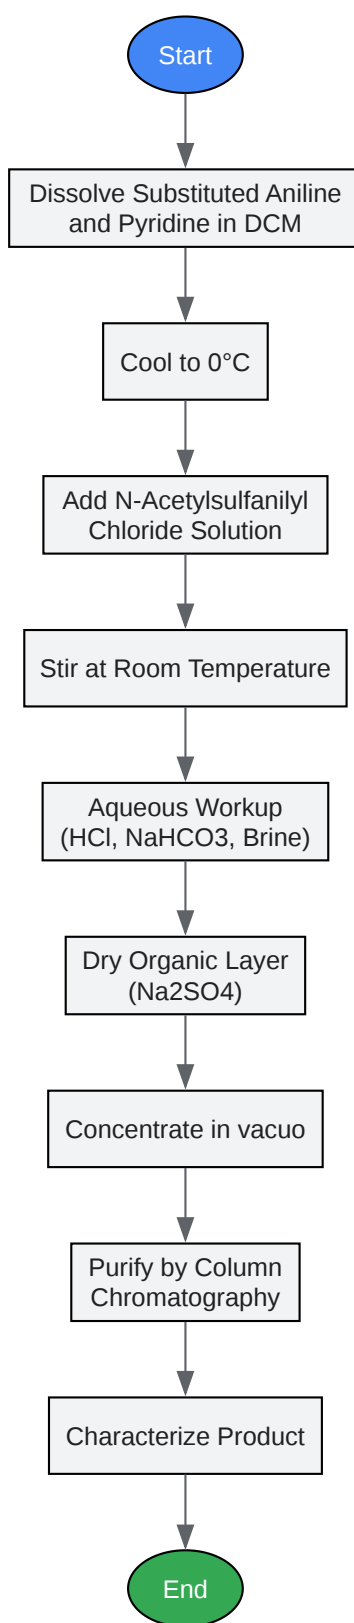 Start
Dissolve Substituted Aniline
and Pyridine in DCM
Cool to 0°C
Add N-Acetylsulfanilyl
Chloride Solution
Stir at Room Temperature
Aqueous Workup
(HCl, NaHCO3, Brine)
Dry Organic Layer
(Na2SO4)
Concentrate in vacuo
Purify by Column
Chromatography
Characterize Product
End